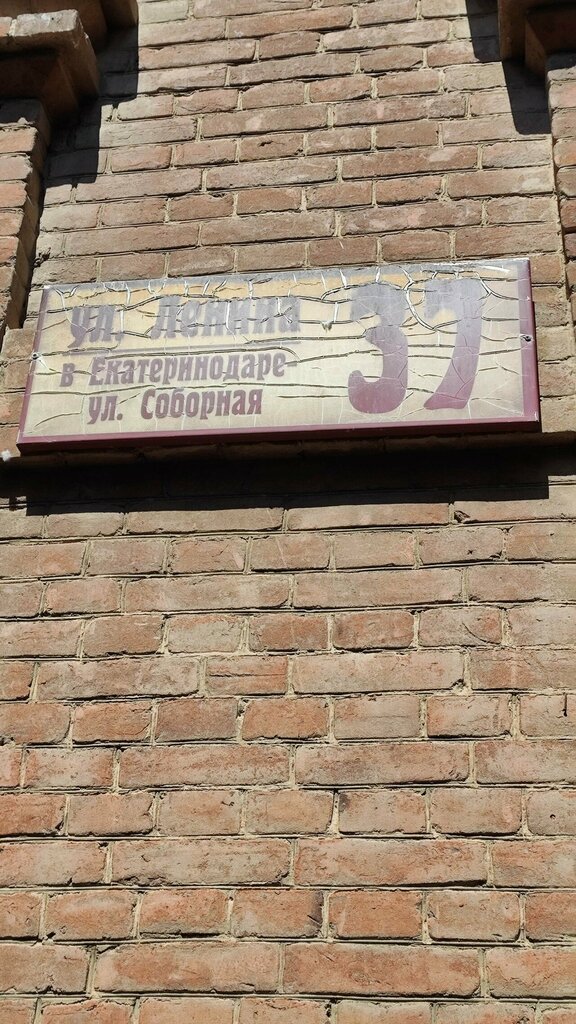 ул. Ленина 37
в Екатеринодаре-
ул. Соборная